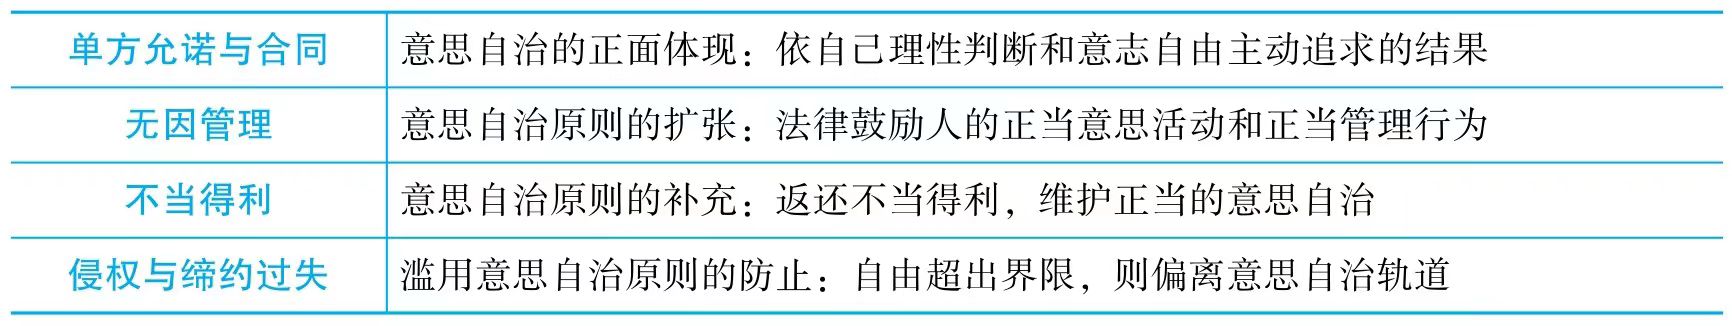 单方允诺与合同 意思自治的正面体现：依自己理性判断和意志自由主动追求的结果
无因管理 意思自治原则的扩张：法律鼓励人的正当意思活动和正当管理行为
不当得利 意思自治原则的补充：返还不当得利，维护正当的意思自治
侵权与缔约过失 滥用意思自治原则的防止：自由超出界限，则偏离意思自治轨道